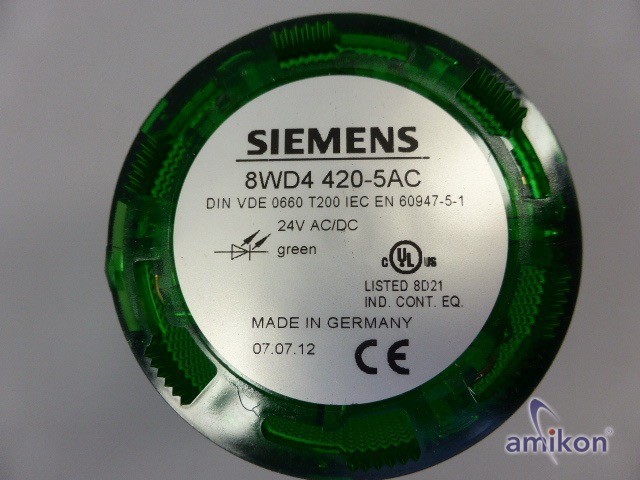 SIEMENS
8WD4 420-5AC
DIN VDE 0660 T200 IEC EN 60947-5-1
24V AC/DC
green
C UL US
LISTED 8D21
IND. CONT. EQ.
MADE IN GERMANY
07.07.12 CE
amikon